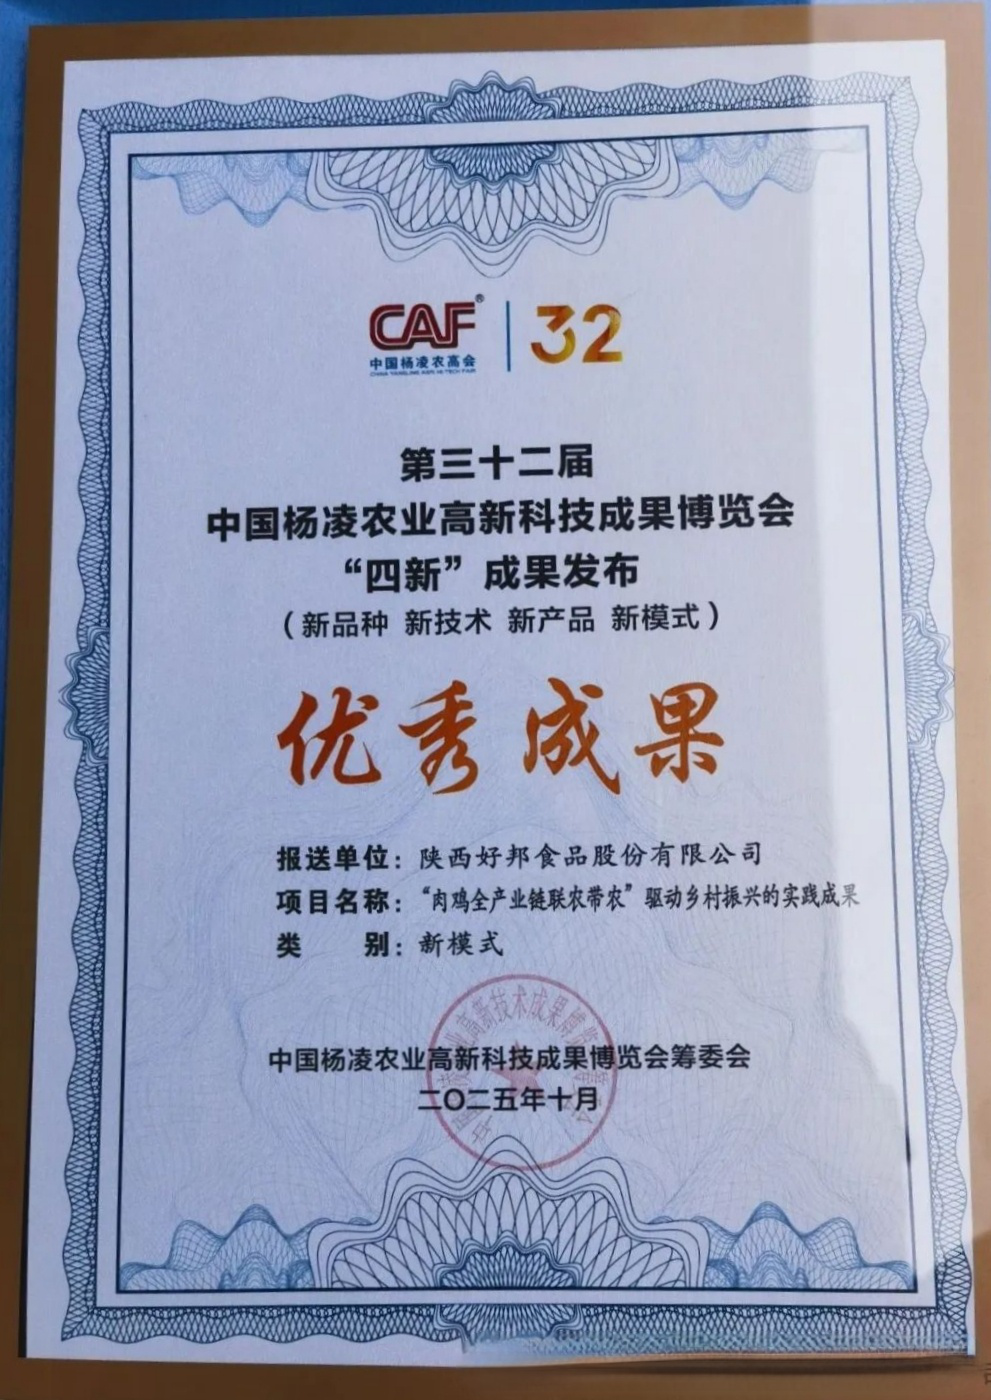 CAF®
32
中国杨凌农高会
CHINA YANGLING AGRI HI-TECH FAIR
第三十二届
中国杨凌农业高新科技成果博览会
“四新”成果发布
（新品种 新技术 新产品 新模式）
优秀成果
报送单位：陕西好邦食品股份有限公司
项目名称：“肉鸡全产业链联农带农”驱动乡村振兴的实践成果
类 别：新模式
中国杨凌农业高新科技成果博览会筹委会
二〇二五年十月